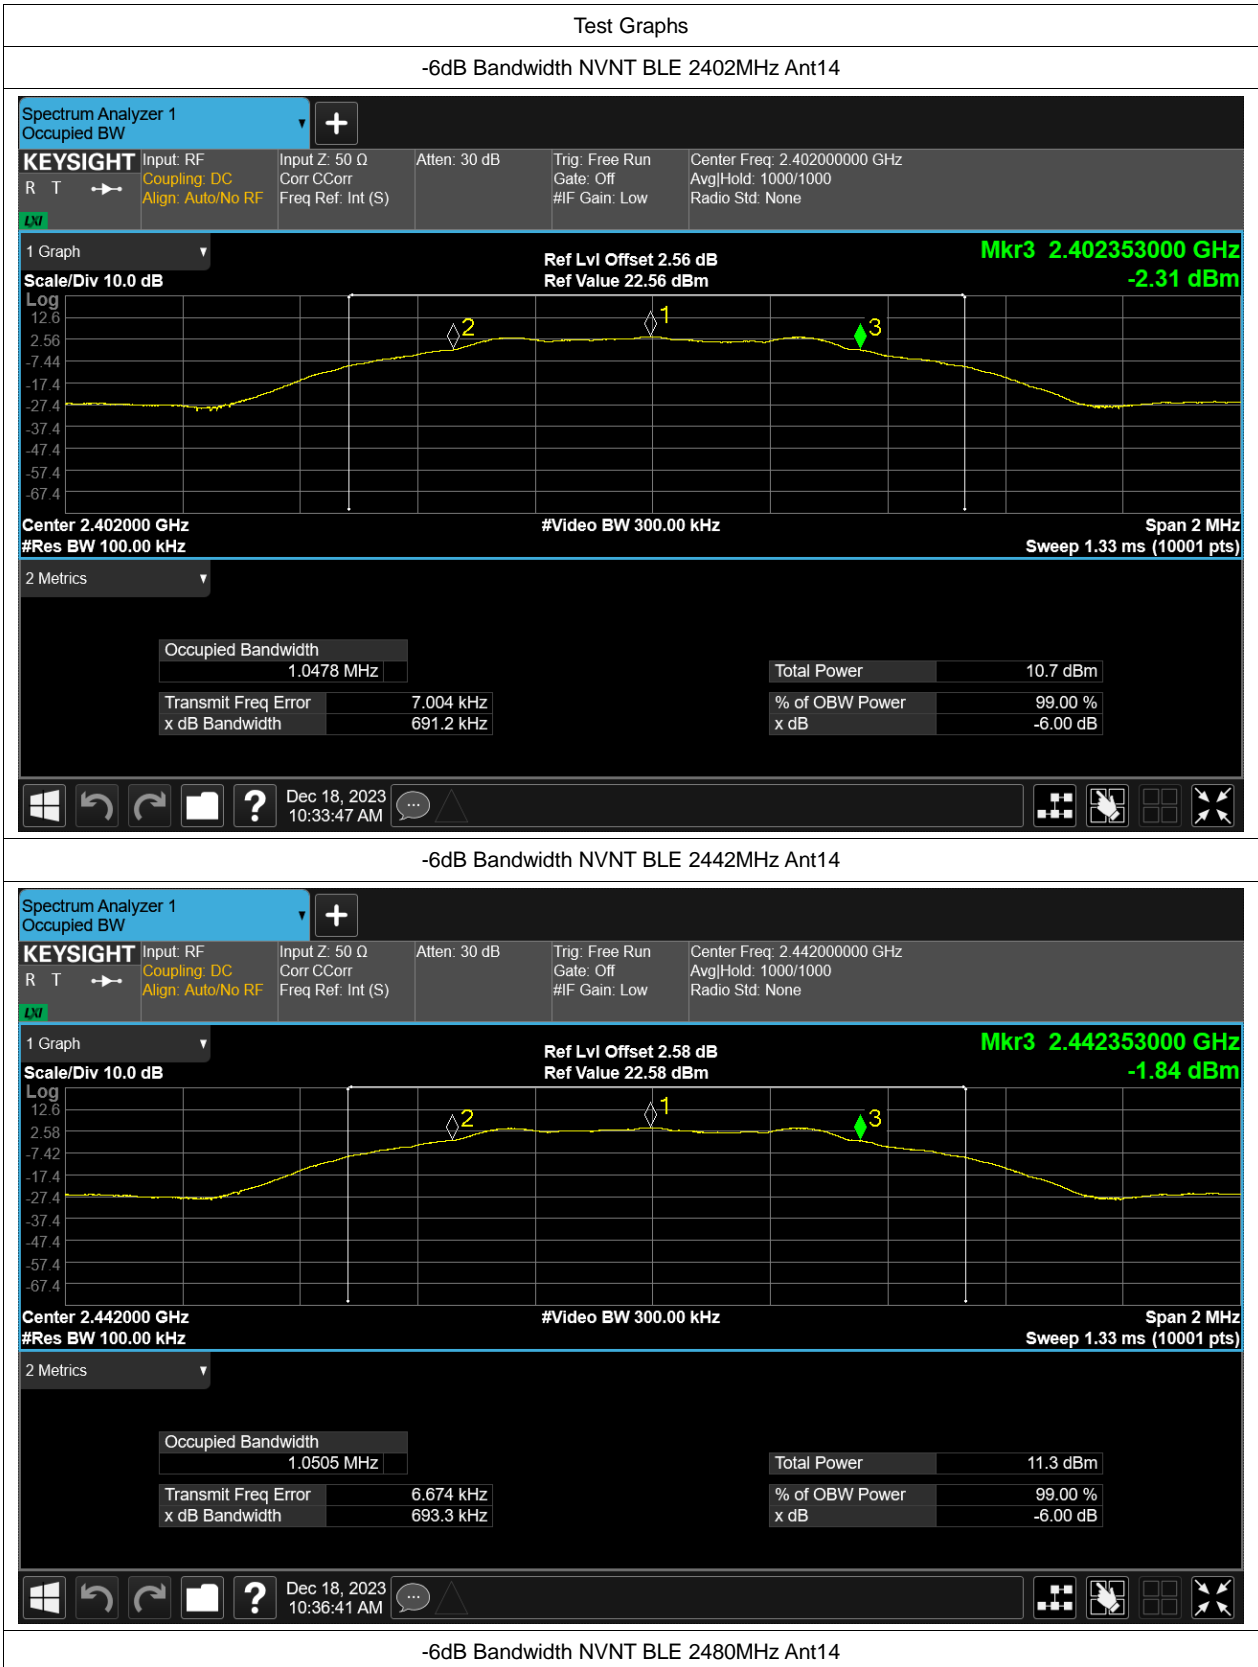 Test Graphs
-6dB Bandwidth NVNT BLE 2402MHz Ant14
Spectrum Analyzer 1
Occupied BW
KEYSIGHT Input: RF Input Z: 50 Ω Atten: 30 dB Trig: Free Run Center Freq: 2.402000000 GHz
R T Coupling: DC Corr CCorr Gate: Off Avg|Hold: 1000/1000
Align: Auto/No RF Freq Ref: Int (S) #IF Gain: Low Radio Std: None
LXI
1 Graph Ref Lvl Offset 2.56 dB Mkr3 2.402353000 GHz
Scale/Div 10.0 dB Ref Value 22.56 dBm -2.31 dBm
Log
12.6
2.56
-7.44
-17.4
-27.4
-37.4
-47.4
-57.4
-67.4
2 1 3
Center 2.402000 GHz #Video BW 300.00 kHz Span 2 MHz
#Res BW 100.00 kHz Sweep 1.33 ms (10001 pts)
2 Metrics
Occupied Bandwidth
1.0478 MHz Total Power 10.7 dBm
Transmit Freq Error 7.004 kHz % of OBW Power 99.00 %
x dB Bandwidth 691.2 kHz x dB -6.00 dB
? Dec 18, 2023
10:33:47 AM
-6dB Bandwidth NVNT BLE 2442MHz Ant14
Spectrum Analyzer 1
Occupied BW
KEYSIGHT Input: RF Input Z: 50 Ω Atten: 30 dB Trig: Free Run Center Freq: 2.442000000 GHz
R T Coupling: DC Corr CCorr Gate: Off Avg|Hold: 1000/1000
Align: Auto/No RF Freq Ref: Int (S) #IF Gain: Low Radio Std: None
LXI
1 Graph Ref Lvl Offset 2.58 dB Mkr3 2.442353000 GHz
Scale/Div 10.0 dB Ref Value 22.58 dBm -1.84 dBm
Log
12.6
2.58
-7.42
-17.4
-27.4
-37.4
-47.4
-57.4
-67.4
2 1 3
Center 2.442000 GHz #Video BW 300.00 kHz Span 2 MHz
#Res BW 100.00 kHz Sweep 1.33 ms (10001 pts)
2 Metrics
Occupied Bandwidth
1.0505 MHz Total Power 11.3 dBm
Transmit Freq Error 6.674 kHz % of OBW Power 99.00 %
x dB Bandwidth 693.3 kHz x dB -6.00 dB
? Dec 18, 2023
10:36:41 AM
-6dB Bandwidth NVNT BLE 2480MHz Ant14